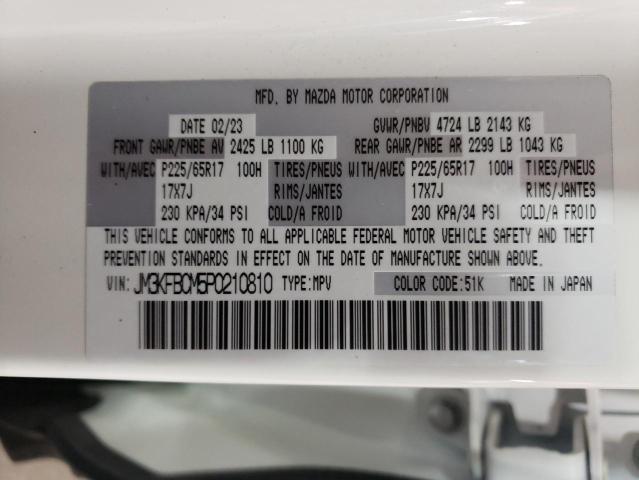 MFD. BY MAZDA MOTOR CORPORATION
DATE 02/23 GVWR/PNBV 4724 LB 2143 KG
FRONT GAWR/PNBE AV 2425 LB 1100 KG REAR GAWR/PNBE AR 2299 LB 1043 KG
WITH/AVEC P225/65R17 100H TIRES/PNEUS WITH/AVEC P225/65R17 100H TIRES/PNEUS
17X7J RIMS/JANTES 17X7J RIMS/JANTES
230 KPA/34 PSI COLD/A FROID 230 KPA/34 PSI COLD/A FROID
THIS VEHICLE CONFORMS TO ALL APPLICABLE FEDERAL MOTOR VEHICLE SAFETY AND THEFT
PREVENTION STANDARDS IN EFFECT ON THE DATE OF MANUFACTURE SHOWN ABOVE.
VIN: JM3KFBCM5P0210810 TYPE:MPV COLOR CODE:51K MADE IN JAPAN